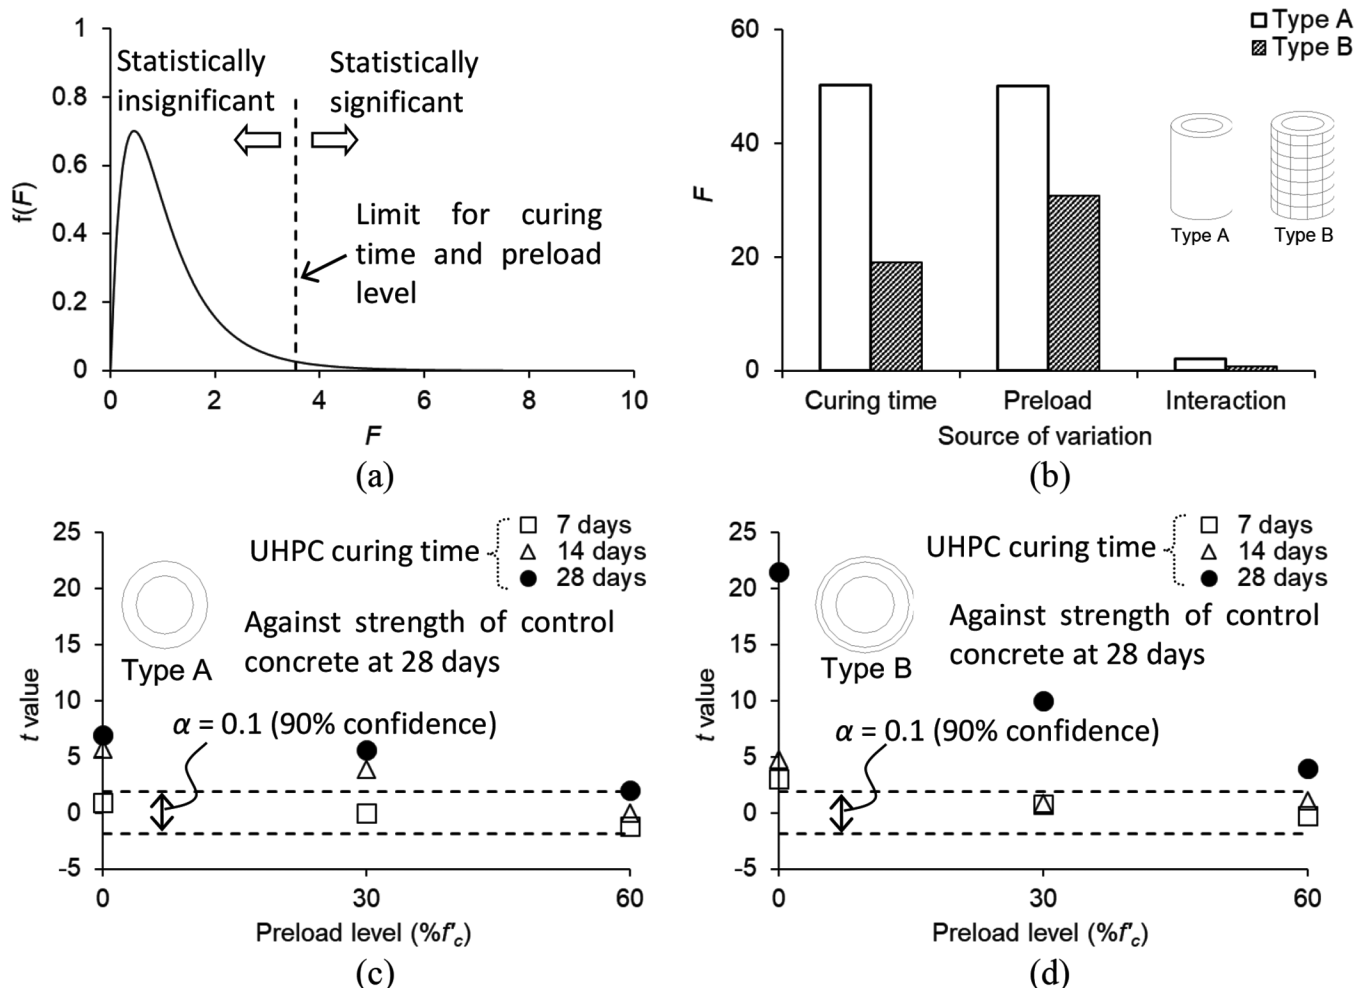 1
0.8
0.6
0.4
0.2
0
f(F)
Statistically
insignificant
Statistically
significant
Limit for curing
time and preload
level
0 2 4 6 8 10
F
(a)
60
40
20
0
F
Type A
Type B
Type A Type B
Curing time Preload Interaction
Source of variation
(b)
25
20
15
10
5
0
-5
t value
UHPC curing time
7 days
14 days
28 days
Against strength of control
concrete at 28 days
Type A
α = 0.1 (90% confidence)
0 30 60
Preload level (%f'c)
(c)
25
20
15
10
5
0
-5
t value
UHPC curing time
7 days
14 days
28 days
Against strength of control
concrete at 28 days
Type B
α = 0.1 (90% confidence)
0 30 60
Preload level (%f'c)
(d)